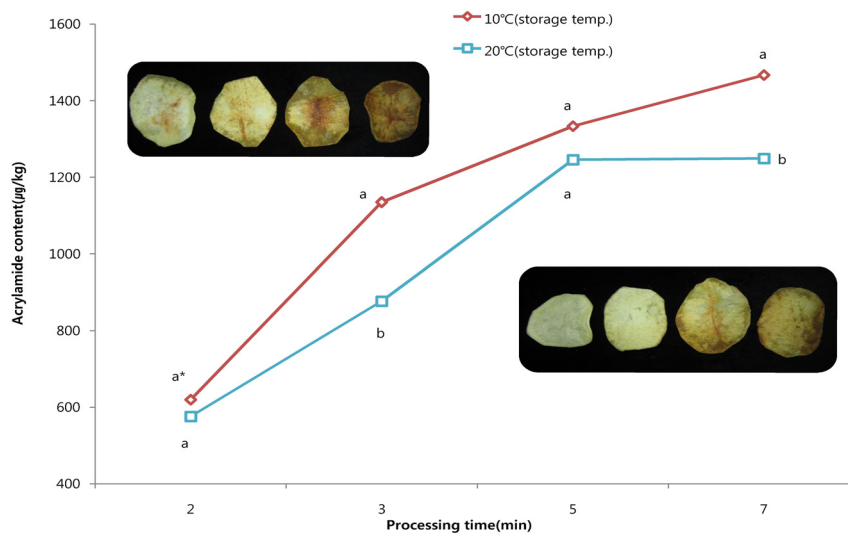 10℃(storage temp.)
20℃(storage temp.)
Acrylamide content(㎍/kg)
1600
1400
1200
1000
800
600
400
a*
a
a
a
a
b
a
b
2
3
5
7
Processing time(min)